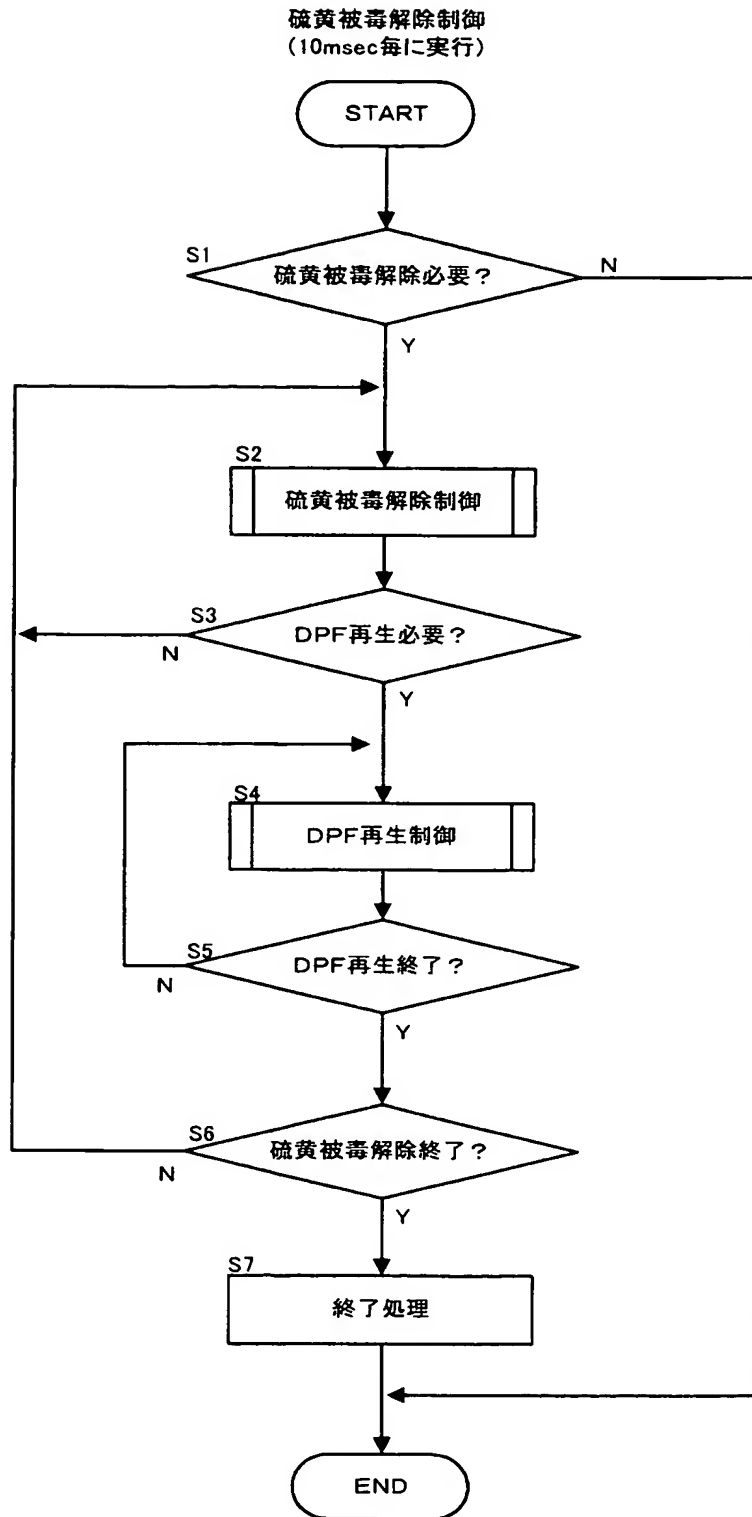 硫黄被毒解除制御
(10msec毎に実行)
START
S1
硫黄被毒解除必要？
N
Y
S2
硫黄被毒解除制御
S3
DPF再生必要？
N
Y
S4
DPF再生制御
S5
DPF再生終了？
N
Y
S6
硫黄被毒解除終了？
N
Y
S7
終了処理
END